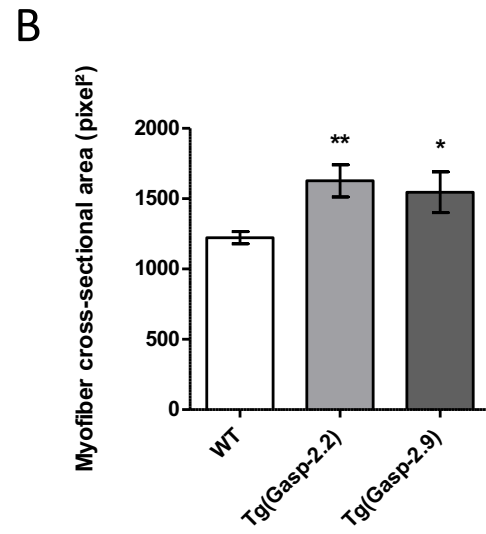 B
Myofiber cross-sectional area (pixel²)
2000
1500
1000
500
0
**
*
WT
Tg(Gasp-2.2)
Tg(Gasp-2.9)